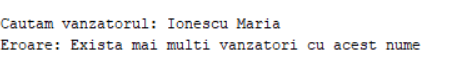 Cautam vanzatorul: Ionescu Maria
Eroare: Exista mai multi vanzatori cu acest nume